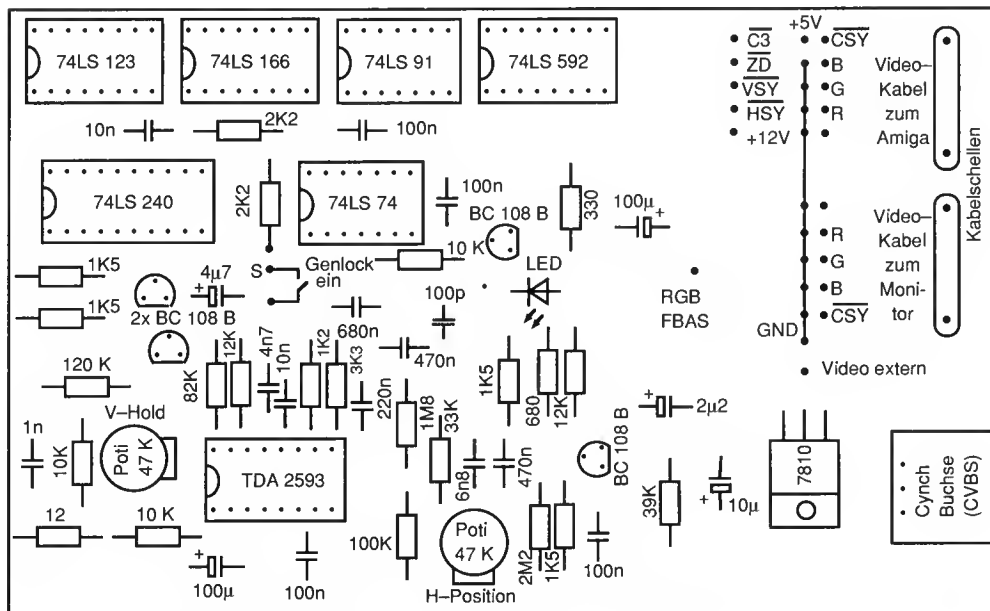 74LS 123
74LS 166
74LS 91
74LS 592
+5V
C3
CSY
ZD
B
Video–
VSY
G
Kabel
HSY
R
zum
+12V
Amiga
Kabelschellen
10n
2K2
100n
74LS 240
2K2
74LS 74
100n
BC 108 B
330
100µ
+
10 K
Video–
R
Kabel
G
zum
B
Moni-
CSY
tor
GND
1K5
1K5
4µ7
+
2x BC 108 B
S
Genlock
ein
680n
100p
470n
LED
RGB
FBAS
Video extern
120 K
82K
12K
4n7
10n
1K2
3K3
220n
1M8
33K
1K5
680
12K
+
2µ2
V–Hold
1n
10K
Poti
47 K
TDA 2593
6n8
470n
BC 108 B
39K
+
10µ
7810
Cynch
Buchse
(CVBS)
12
10 K
+
100µ
100n
100K
Poti
47 K
H–Position
2M2
1K5
100n